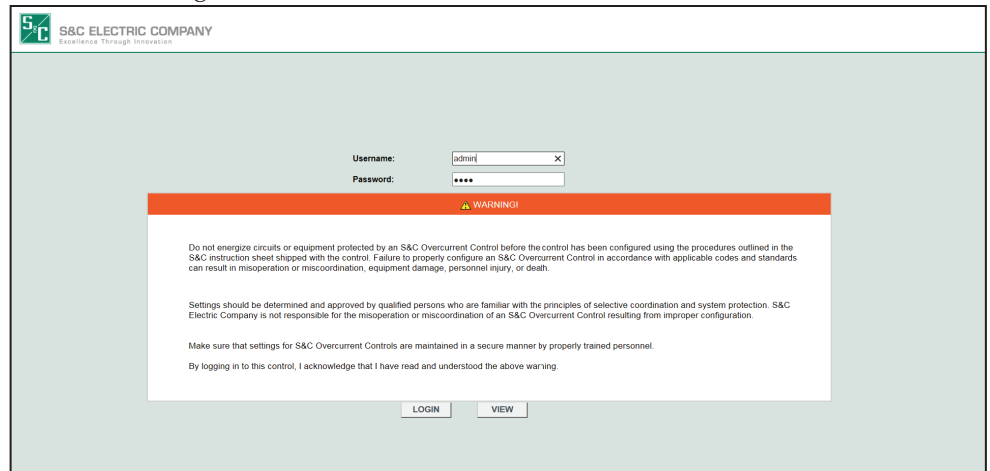 S&C
S&C ELECTRIC COMPANY
Excellence Through Innovation
Username: admin X
Password: ••••
WARNING!
Do not energize circuits or equipment protected by an S&C Overcurrent Control before the control has been configured using the procedures outlined in the
S&C instruction sheet shipped with the control. Failure to properly configure an S&C Overcurrent Control in accordance with applicable codes and standards
can result in misoperation or miscoordination, equipment damage, personnel injury, or death.
Settings should be determined and approved by qualified persons who are familiar with the principles of selective coordination and system protection. S&C
Electric Company is not responsible for the misoperation or miscoordination of an S&C Overcurrent Control resulting from improper configuration.
Make sure that settings for S&C Overcurrent Controls are maintained in a secure manner by properly trained personnel.
By logging in to this control, I acknowledge that I have read and understood the above warning.
LOGIN VIEW